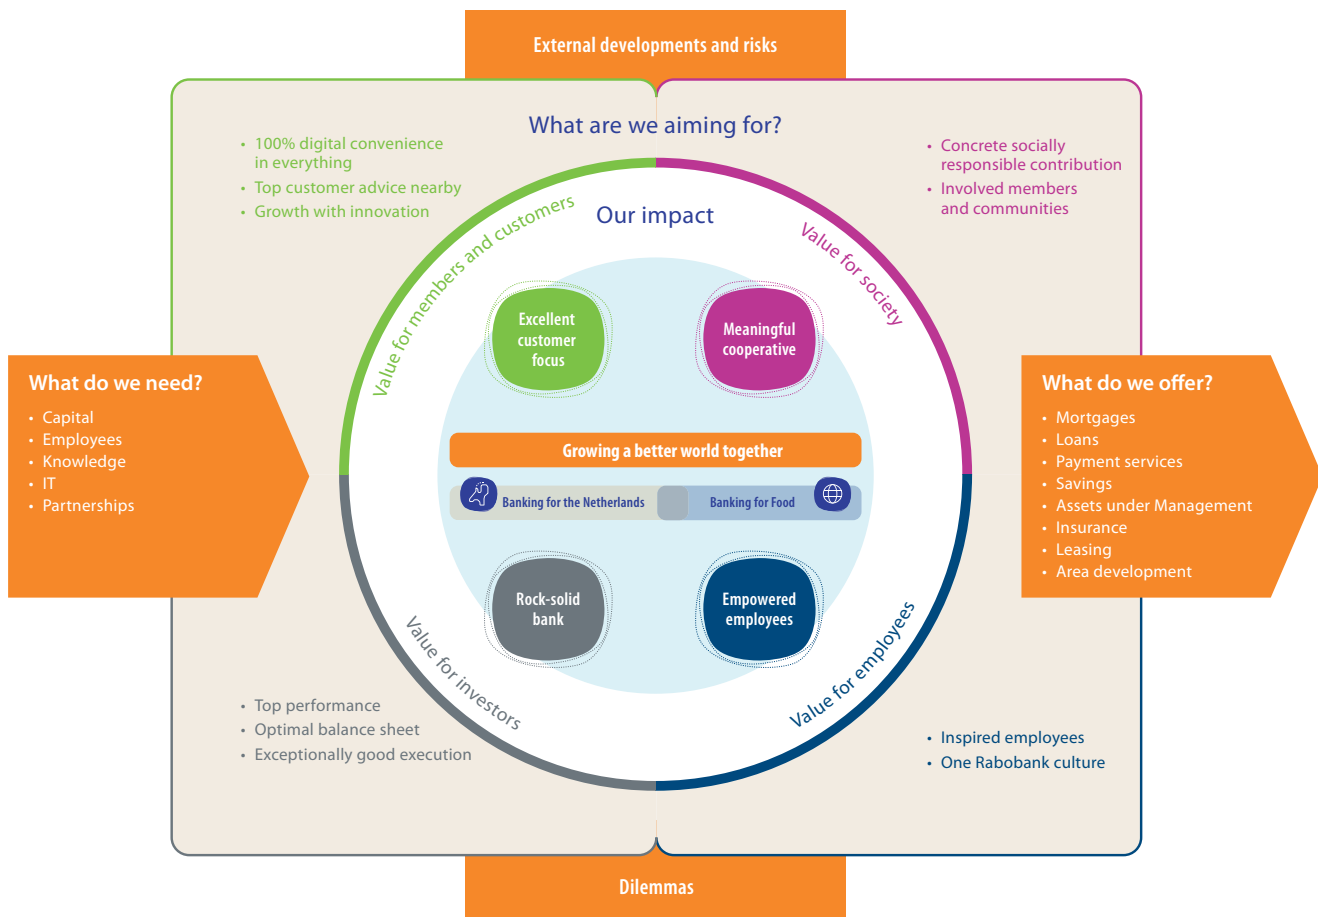 External developments and risks
What are we aiming for?
• 100% digital convenience
in everything
• Top customer advice nearby
• Growth with innovation
• Concrete socially
responsible contribution
• Involved members
and communities
Our impact
Value for members and customers
Value for society
Excellent
customer
focus
Meaningful
cooperative
What do we need?
• Capital
• Employees
• Knowledge
• IT
• Partnerships
Growing a better world together
Banking for the Netherlands
Banking for Food
What do we offer?
• Mortgages
• Loans
• Payment services
• Savings
• Assets under Management
• Insurance
• Leasing
• Area development
Rock-solid
bank
Empowered
employees
Value for investors
Value for employees
• Top performance
• Optimal balance sheet
• Exceptionally good execution
• Inspired employees
• One Rabobank culture
Dilemmas